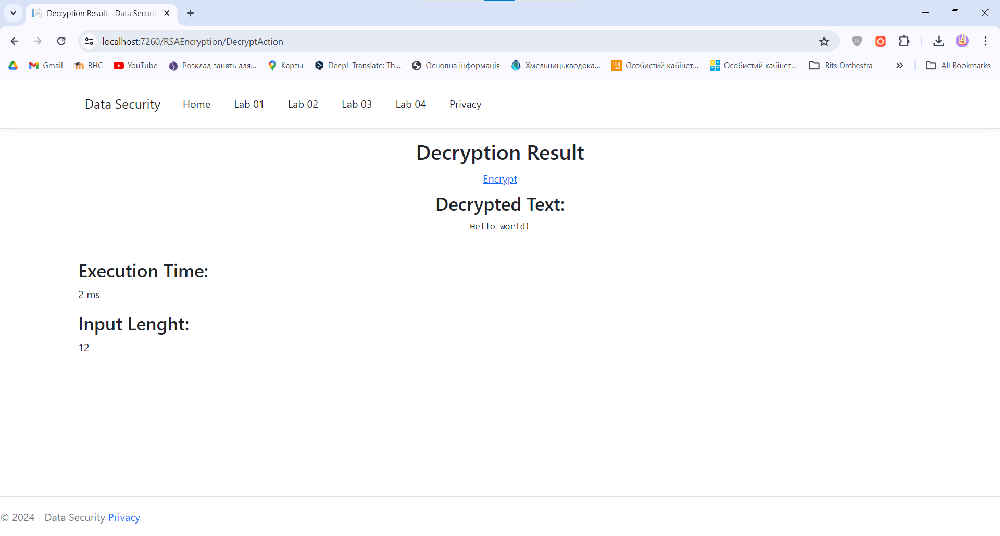 Decryption Result - Data Securi
localhost:7260/RSAEncryption/DecryptAction
Gmail ВНС YouTube Розклад занять для... Карты DeepL Translate: Th... Основна інформація Хмельницькводока... 104.ua Особистий кабінет... Особистий кабінет... Bits Orchestra All Bookmarks
Data Security Home Lab 01 Lab 02 Lab 03 Lab 04 Privacy
Decryption Result
Encrypt
Decrypted Text:
Hello world!
Execution Time:
2 ms
Input Lenght:
12
© 2024 - Data Security Privacy